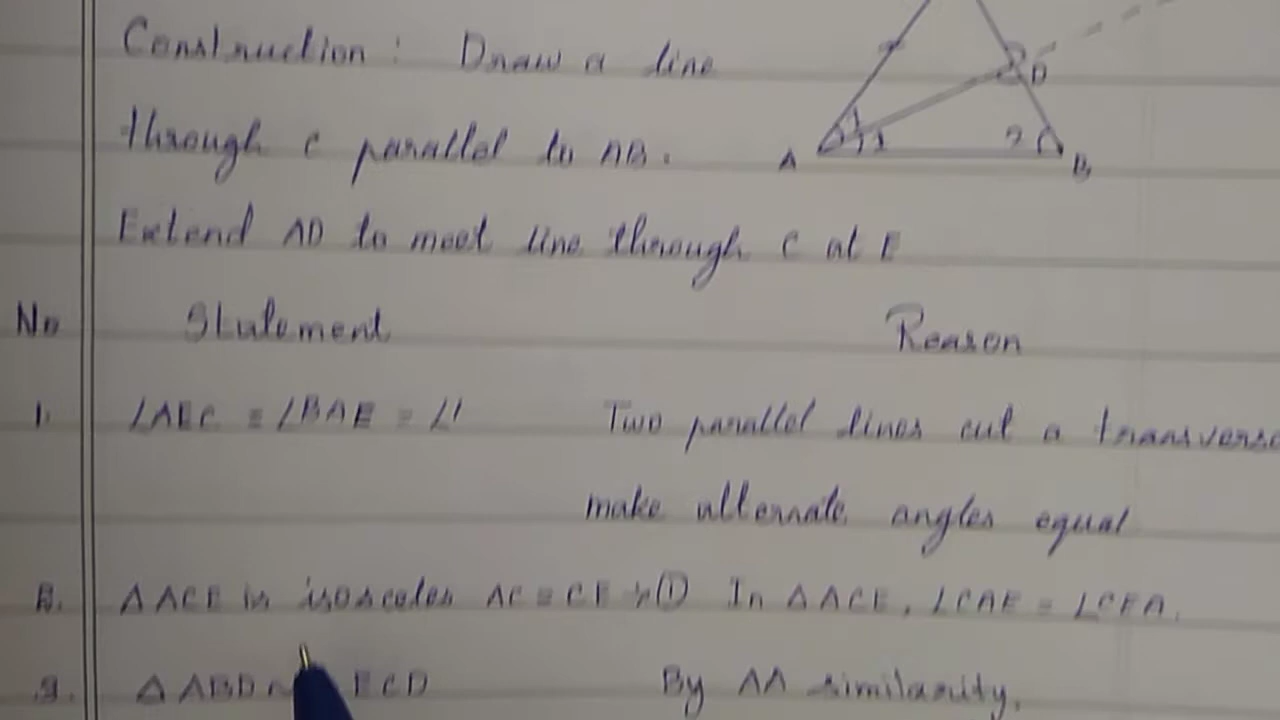 Construction : Draw a line
through C parallel to AB.
Extend AD to meet line through C at E
D
A
B
No Statement Reason
1. ∠AEC = ∠BAE = ∠1 Two parallel lines cut a transverse
make alternate angles equal
2. △ACE is isosceles AC = CE →① In △ACE, ∠CAE = ∠CEA.
3. △ABD ~ ECD By AA similarity.